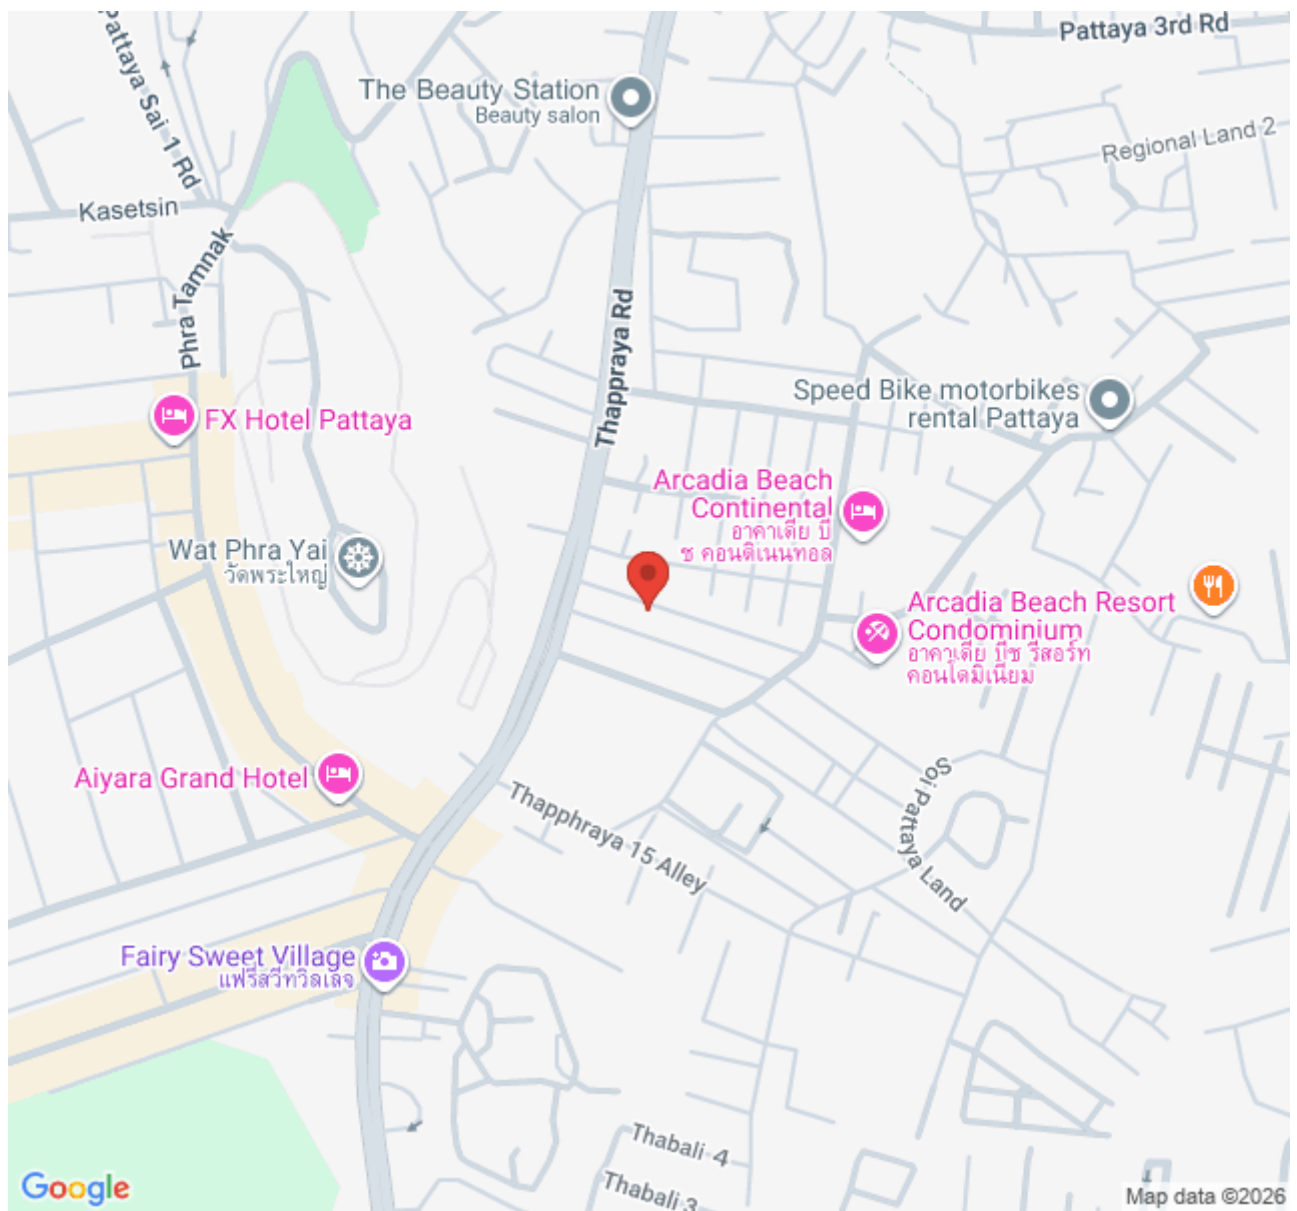 Pattaya 3rd Rd
Pattaya Sai 1 Rd
The Beauty Station
Beauty salon
Regional Land 2
Kasetsin
Phra Tamnak
Thappraya Rd
Speed Bike motorbikes
rental Pattaya
FX Hotel Pattaya
Arcadia Beach
Continental
อาคาเดีย บี
ช คอนติเนนทอล
Wat Phra Yai
วัดพระใหญ่
Arcadia Beach Resort
Condominium
อาคาเดีย บีช รีสอร์ท
คอนโดมิเนียม
Aiyara Grand Hotel
Soi Pattaya Land
Thapphraya 15 Alley
Fairy Sweet Village
แฟรี่สวีทวิลเลจ
Thabali 4
Thabali 3
Google
Map data ©2026